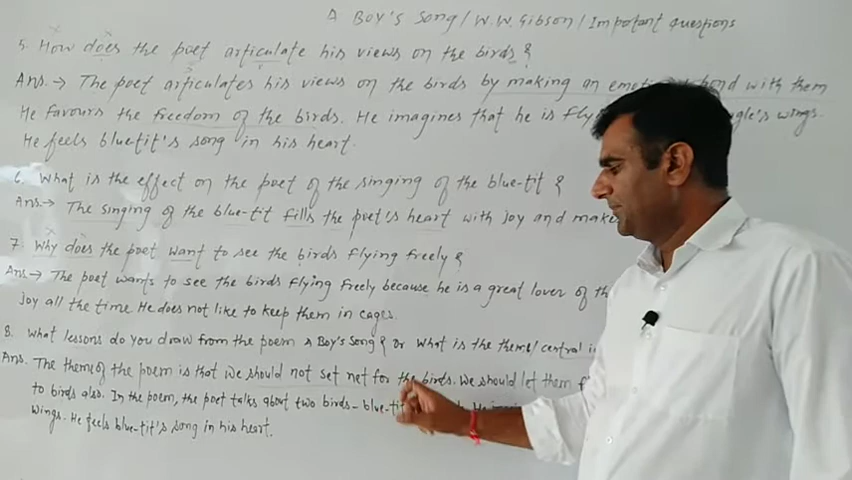 A Boy's Song / W.W. Gibson / Impotant Questions
5. How does the poet articulate his views on the birds?
Ans. → The poet articulates his views on the birds by making an emoti bond with them
He favours the freedom of the birds. He imagines that he is fly gle's wings.
He feels blue-tit's song in his heart.
6. What is the effect on the poet of the singing of the blue-tit?
Ans → The singing of the blue-tit fills the poet's heart with joy and make
7. Why does the poet want to see the birds flying freely?
Ans → The poet wants to see the birds flying freely because he is a great lover of th
joy all the time. He does not like to keep them in cages.
8. What lessons do you draw from the poem A Boy's Song? or what is the theme/central i
Ans. The theme of the poem is that we should not set net for the birds. We should let them f
to birds also. In the poem, the poet talks about two birds - blue-tit
wings. He feels blue-tit's song in his heart.